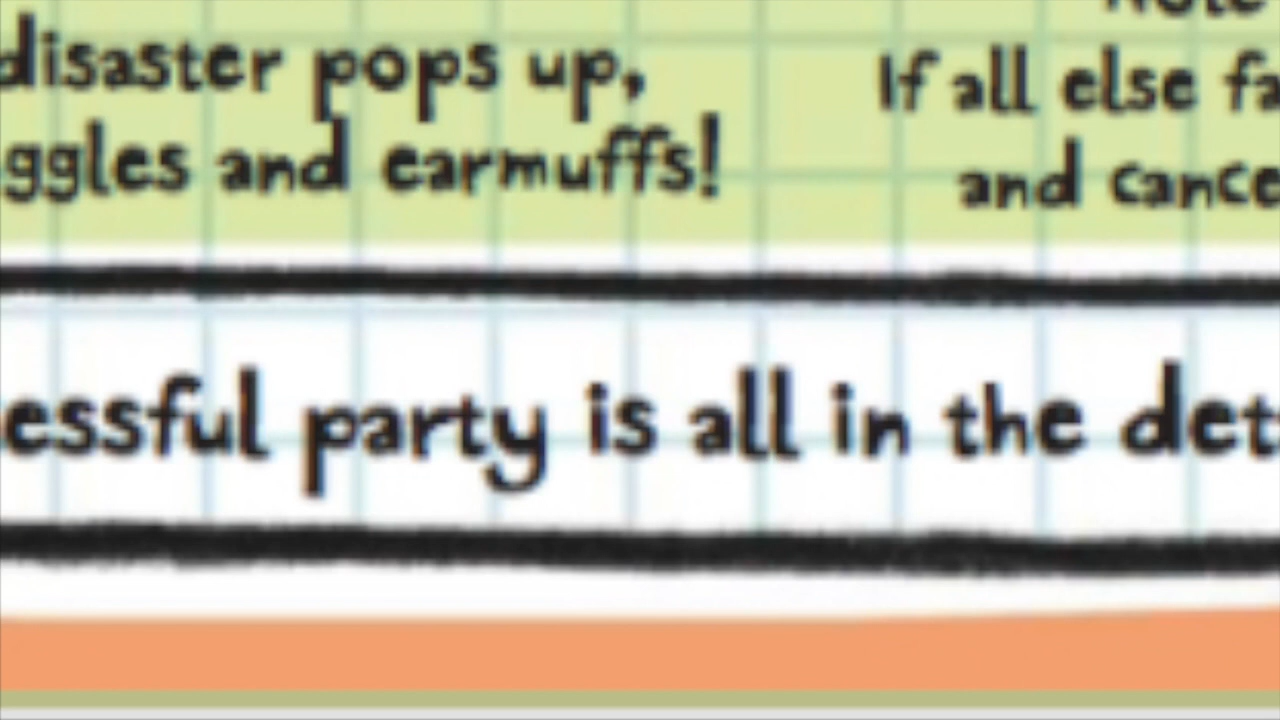 disaster pops up,
ggles and earmuffs!
Note
If all else fa
and cance
essful party is all in the det